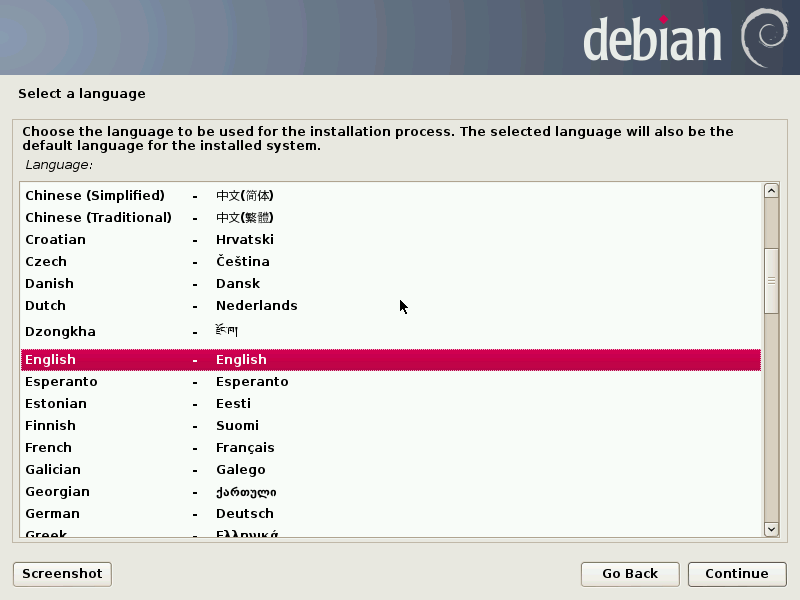 debian
Select a language
Choose the language to be used for the installation process. The selected language will also be the
default language for the installed system.
Language:
Chinese (Simplified) - 中文(简体)
Chinese (Traditional) - 中文(繁體)
Croatian - Hrvatski
Czech - Čeština
Danish - Dansk
Dutch - Nederlands
Dzongkha - རྫོང་ཁ།
English - English
Esperanto - Esperanto
Estonian - Eesti
Finnish - Suomi
French - Français
Galician - Galego
Georgian - ქართული
German - Deutsch
Greek - Ελληνικά
Screenshot Go Back Continue